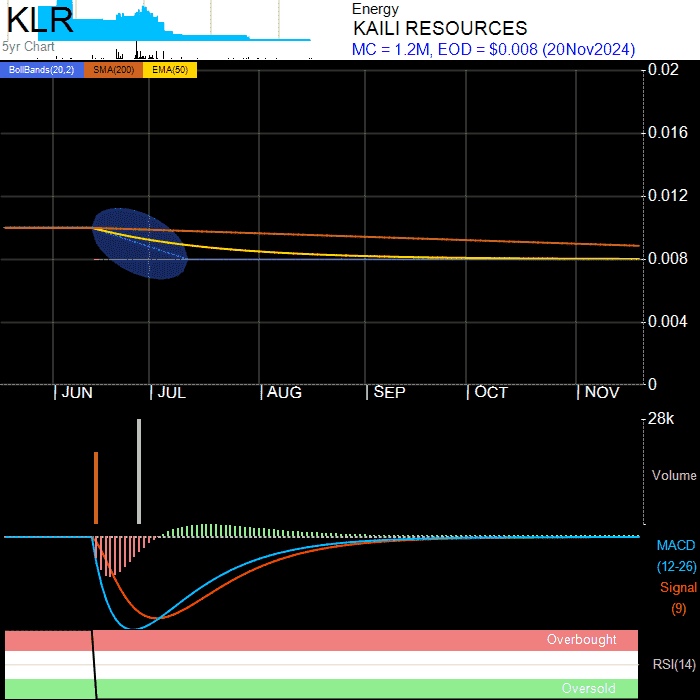 KLR
5yr Chart
Energy
KAILI RESOURCES
MC = 1.2M, EOD = $0.008 (20Nov2024)
BollBands(20,2) SMA(200) EMA(50)
0.02
0.016
0.012
0.008
0.004
0
JUN JUL AUG SEP OCT NOV
28k
Volume
MACD
(12-26)
Signal
(9)
Overbought
RSI(14)
Oversold